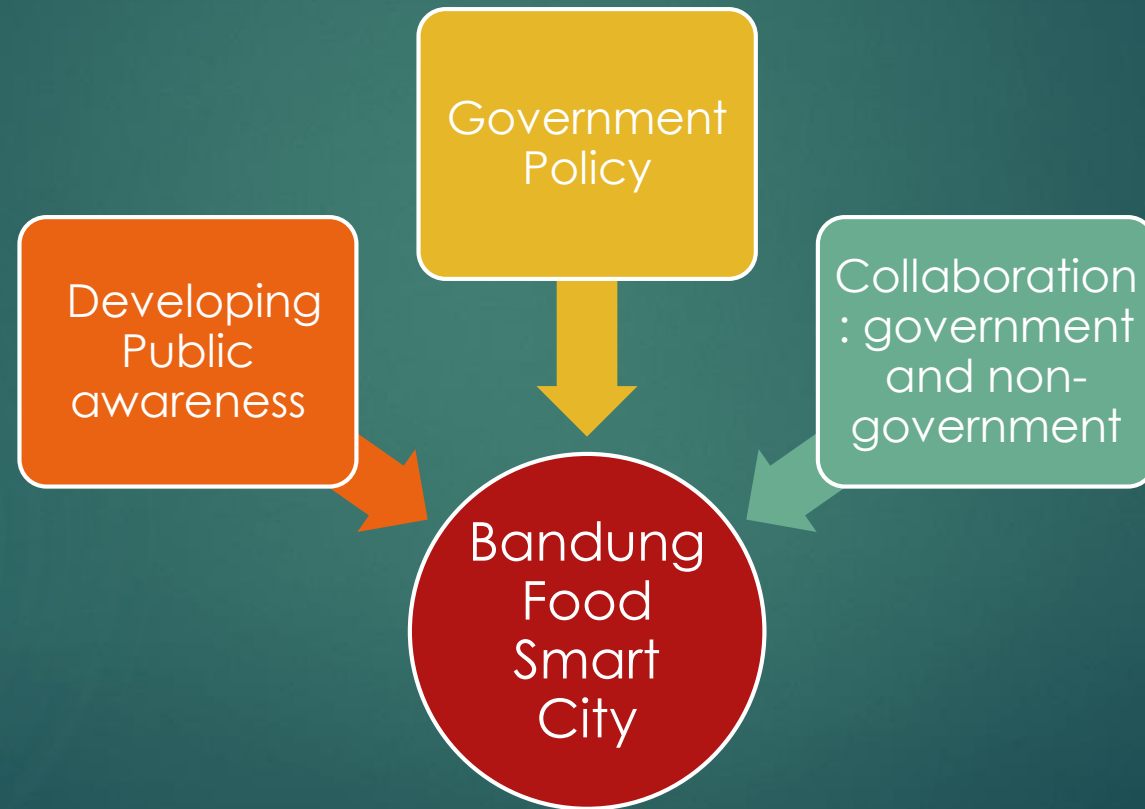 Government
Policy
Developing
Public
awareness
Collaboration
: government
and non-
government
Bandung
Food
Smart
City